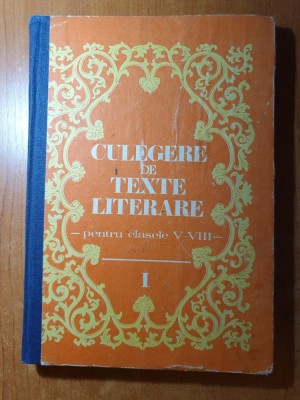 CULEGERE
DE
TEXTE
LITERARE
— pentru clasele V-VIII —
I